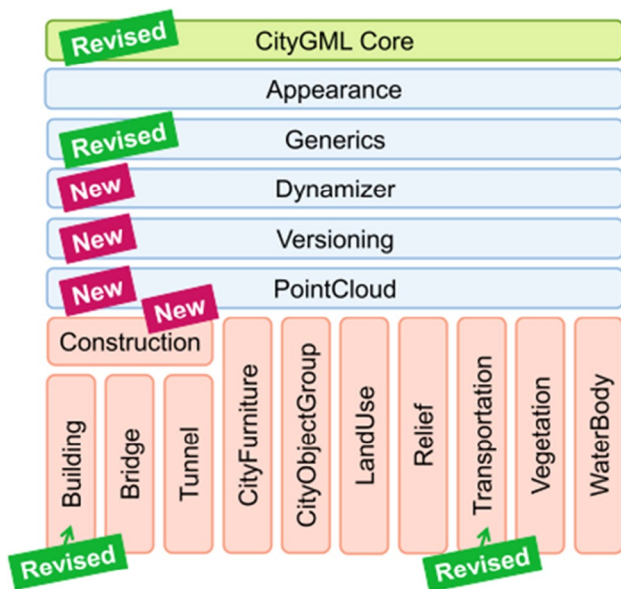 Revised
CityGML Core
Appearance
Revised
Generics
New
Dynamizer
New
Versioning
New
PointCloud
New
Construction
Building
Bridge
Tunnel
CityFurniture
CityObjectGroup
LandUse
Relief
Transportation
Vegetation
WaterBody
Revised
Revised